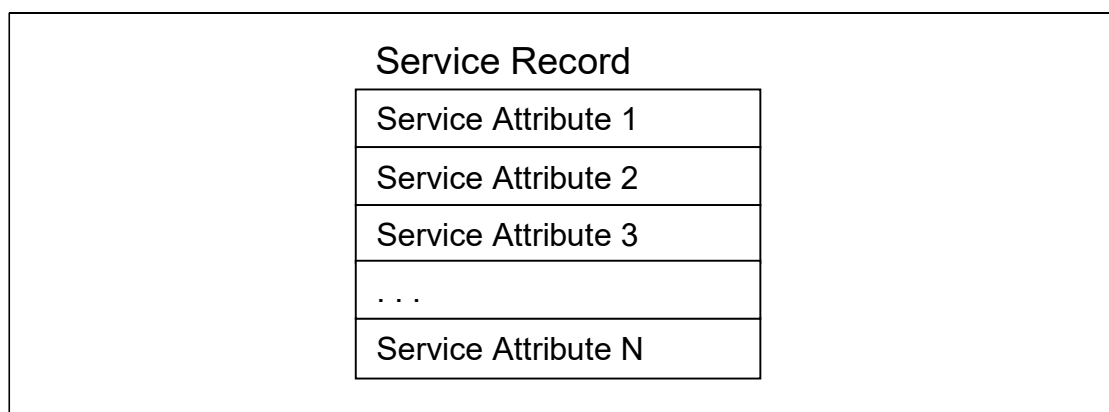 Service Record
Service Attribute 1
Service Attribute 2
Service Attribute 3
. . .
Service Attribute N